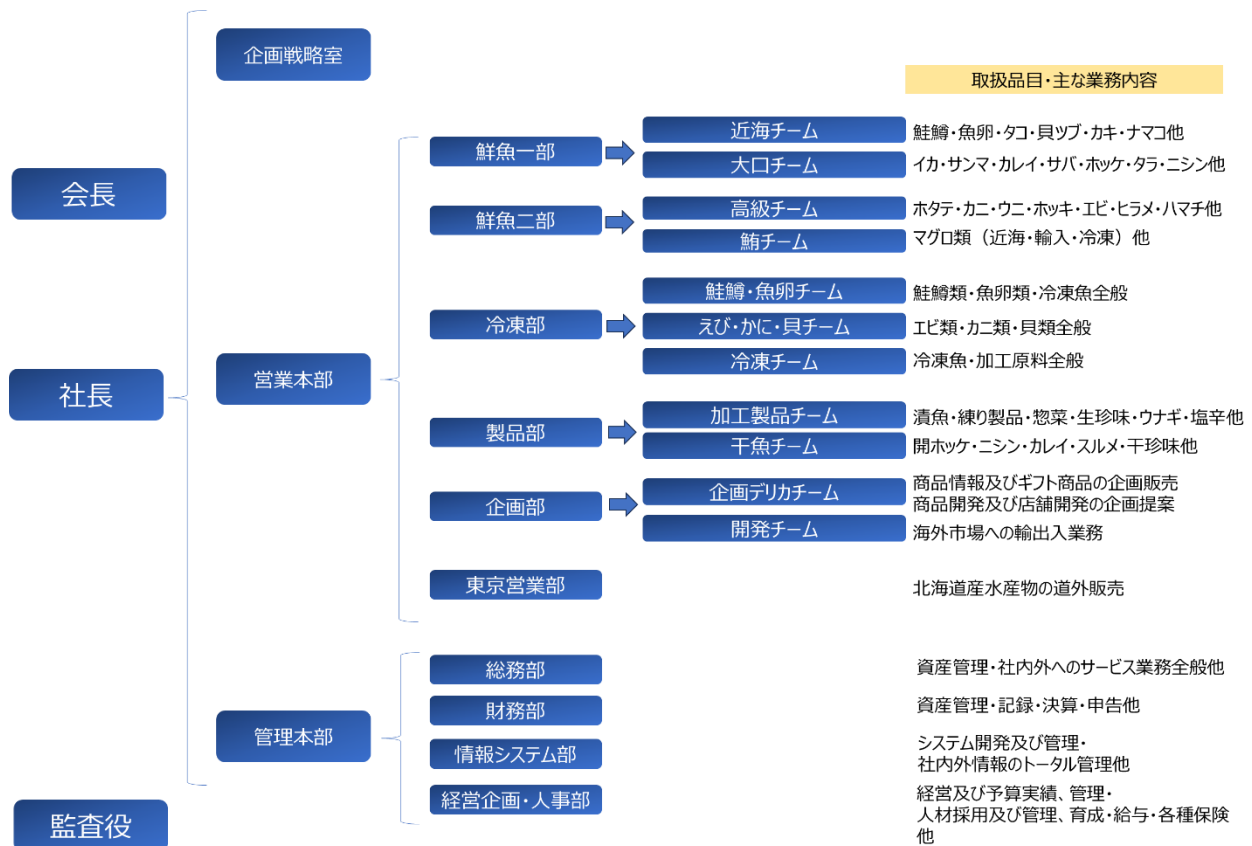 企画戦略室
取扱品目・主な業務内容
会長
社長
監査役
営業本部
鮮魚一部
近海チーム
鮭鱒・魚卵・タコ・貝ツブ・カキ・ナマコ他
大口チーム
イカ・サンマ・カレイ・サバ・ホッケ・タラ・ニシン他
鮮魚二部
高級チーム
ホタテ・カニ・ウニ・ホッキ・エビ・ヒラメ・ハマチ他
鮪チーム
マグロ類（近海・輸入・冷凍）他
冷凍部
鮭鱒・魚卵チーム
鮭鱒類・魚卵類・冷凍魚全般
えび・かに・貝チーム
エビ類・カニ類・貝類全般
冷凍チーム
冷凍魚・加工原料全般
製品部
加工製品チーム
漬魚・練り製品・惣菜・生珍味・ウナギ・塩辛他
干魚チーム
開ホッケ・ニシン・カレイ・スルメ・干珍味他
企画部
企画デリカチーム
商品情報及びギフト商品の企画販売
商品開発及び店舗開発の企画提案
開発チーム
海外市場への輸出入業務
東京営業部
北海道産水産物の道外販売
管理本部
総務部
資産管理・社内外へのサービス業務全般他
財務部
資産管理・記録・決算・申告他
情報システム部
システム開発及び管理・
社内外情報のトータル管理他
経営企画・人事部
経営及び予算実績、管理・
人材採用及び管理、育成・給与・各種保険
他